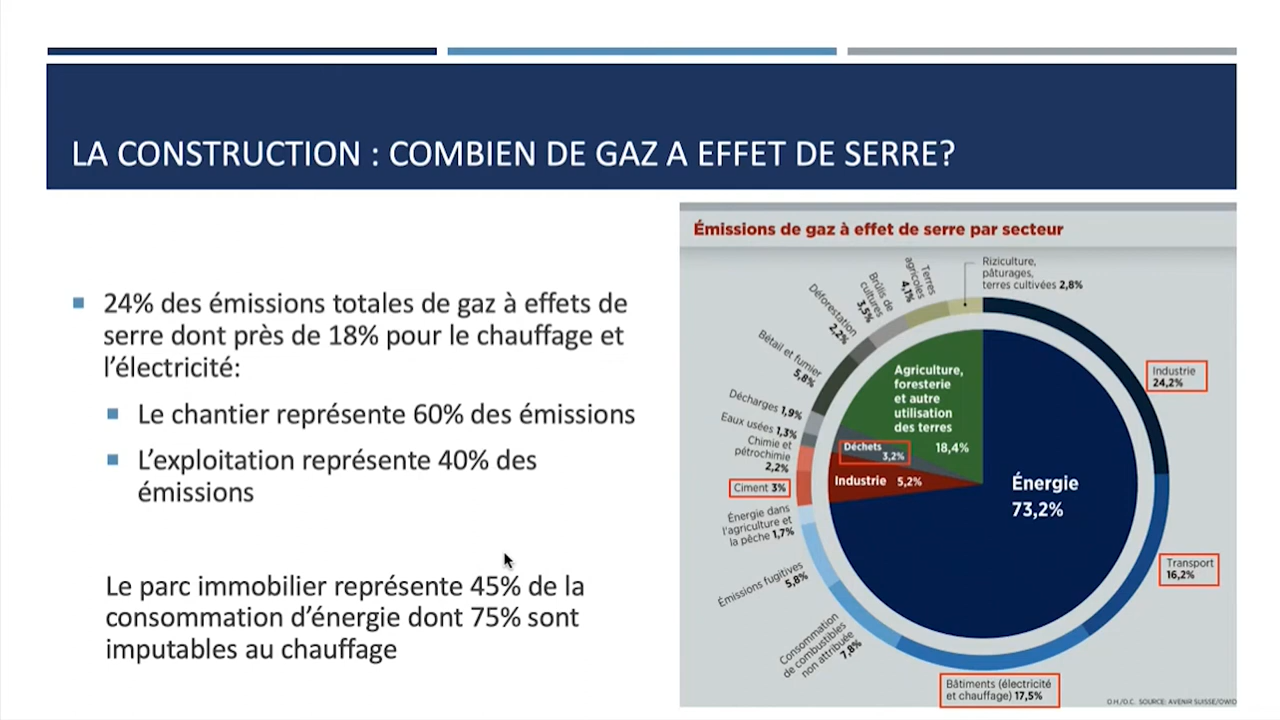 LA CONSTRUCTION : COMBIEN DE GAZ A EFFET DE SERRE?
24% des émissions totales de gaz à effets de
serre dont près de 18% pour le chauffage et
l'électricité:
Le chantier représente 60% des émissions
L'exploitation représente 40% des
émissions
Le parc immobilier représente 45% de la
consommation d'énergie dont 75% sont
imputables au chauffage
Émissions de gaz à effet de serre par secteur
Riziculture,
pâturages,
terres cultivées 2,8%
Terres
agricoles
4,1%
Brûlis de
cultures
3,5%
Déforestation
2,2%
Bétail et fumier
5,8%
Décharges 1,9%
Eaux usées 1,3%
Chimie et
pétrochimie
2,2%
Ciment 3%
Énergie dans
l'agriculture et
la pêche 1,7%
Émissions fugitives
5,8%
Consommation
de combustibles
non attribuée
7,8%
Bâtiments (électricité
et chauffage) 17,5%
Transport
16,2%
Industrie
24,2%
Agriculture,
foresterie
et autre
utilisation
des terres
18,4%
Déchets
3,2%
Industrie 5,2%
Énergie
73,2%
O.H./O.C. SOURCE: AVENIR SUISSE/OWID